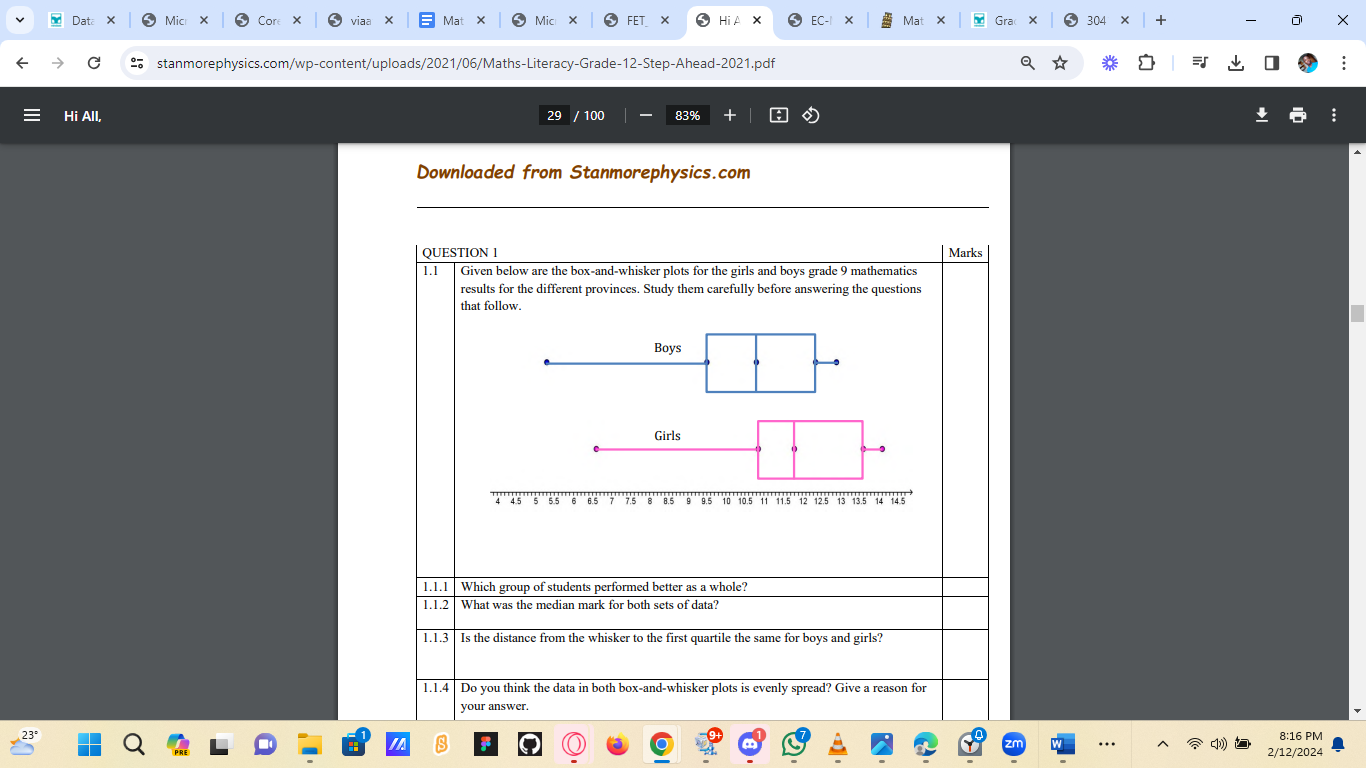 Data
Micr
Core
viaa
Mat
Micr
FET_
Hi A
EC-
Mat
Grac
304
stanmorephysics.com/wp-content/uploads/2021/06/Maths-Literacy-Grade-12-Step-Ahead-2021.pdf
Hi All,
29 / 100
83%
Downloaded from Stanmorephysics.com
QUESTION 1 Marks
1.1 Given below are the box-and-whisker plots for the girls and boys grade 9 mathematics
results for the different provinces. Study them carefully before answering the questions
that follow.
Boys
Girls
4 4.5 5 5.5 6 6.5 7 7.5 8 8.5 9 9.5 10 10.5 11 11.5 12 12.5 13 13.5 14 14.5
1.1.1 Which group of students performed better as a whole?
1.1.2 What was the median mark for both sets of data?
1.1.3 Is the distance from the whisker to the first quartile the same for boys and girls?
1.1.4 Do you think the data in both box-and-whisker plots is evenly spread? Give a reason for
your answer.
23°
PRE
1
9+
1
7
zm
8:16 PM
2/12/2024